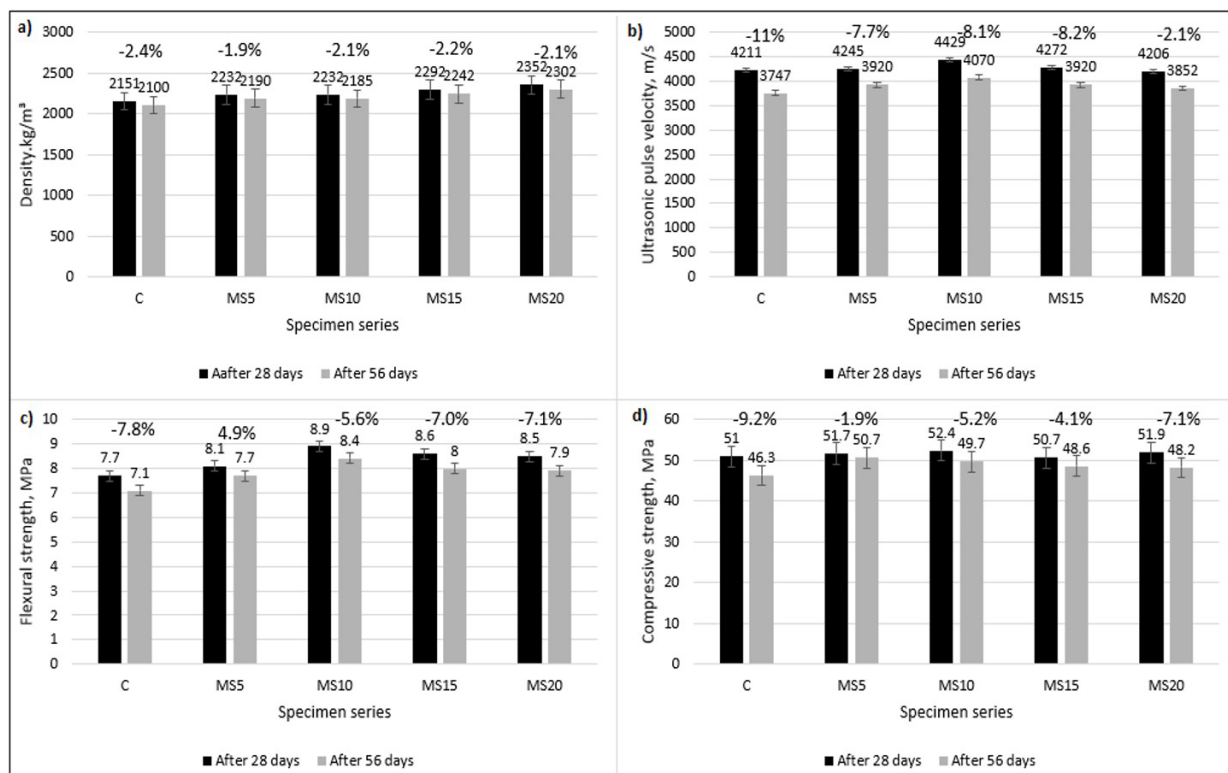 a)
3000
2500
2000
1500
1000
500
0
Density.kg/m³
-2.4% -1.9% -2.1% -2.2% -2.1%
2151 2100 2232 2190 2232 2185 2292 2242 2352 2302
C MS5 MS10 MS15 MS20
Specimen series
Aafter 28 days After 56 days
b)
5000
4500
4000
3500
3000
2500
2000
1500
1000
500
0
Ultrasonic pulse velocity, m/s
-11% -7.7% -8.1% -8.2% -2.1%
4211 3747 4245 3920 4429 4070 4272 3920 4206 3852
C MS5 MS10 MS15 MS20
Specimen series
After 28 days After 56 days
c)
10
9
8
7
6
5
4
3
2
1
0
Flexural strength, MPa
-7.8% 4.9% -5.6% -7.0% -7.1%
7.7 7.1 8.1 7.7 8.9 8.4 8.6 8 8.5 7.9
C MS5 MS10 MS15 MS20
Specimen series
After 28 days After 56 days
d)
60
50
40
30
20
10
0
Compressive strength, MPa
-9.2% -1.9% -5.2% -4.1% -7.1%
51 46.3 51.7 50.7 52.4 49.7 50.7 48.6 51.9 48.2
C MS5 MS10 MS15 MS20
Specimen series
After 28 days After 56 days